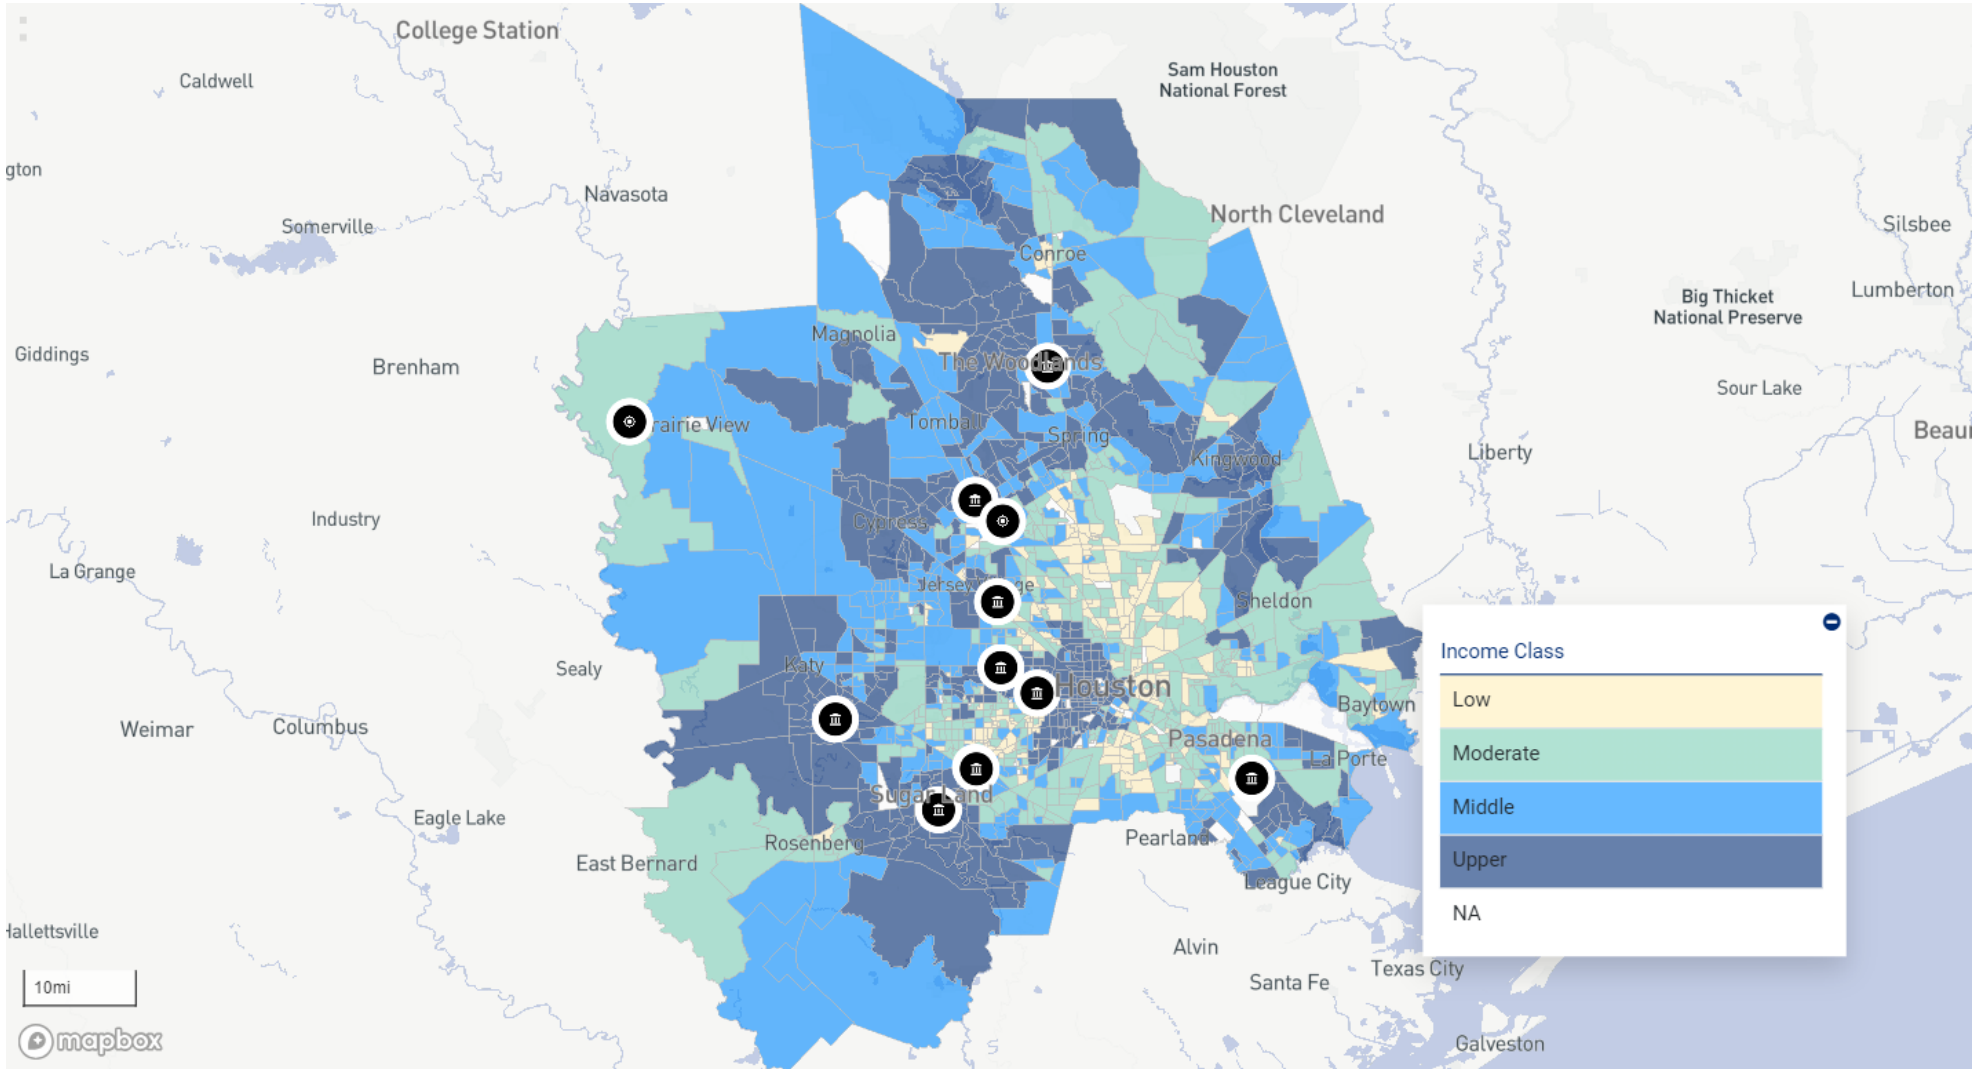 College Station
Caldwell
Sam Houston
National Forest
gton
Navasota
North Cleveland
Somerville
Silsbee
Conroe
Big Thicket
National Preserve
Lumberton
Magnolia
Giddings
Brenham
The Woodlands
Sour Lake
Tomball
rairie View
Spring
Beau
Liberty
Kingwood
Industry
Cypress
La Grange
Jersey
ge
Sheldon
Income Class
Sealy
Katy
Houston
Low
Baytown
Weimar
Columbus
Pasadena
Moderate
La Porte
Sugar Land
Middle
Eagle Lake
Rosenberg
Pearland
East Bernard
Upper
League City
NA
Hallettsville
Alvin
Texas City
Santa Fe
10mi
mapbox
Galveston